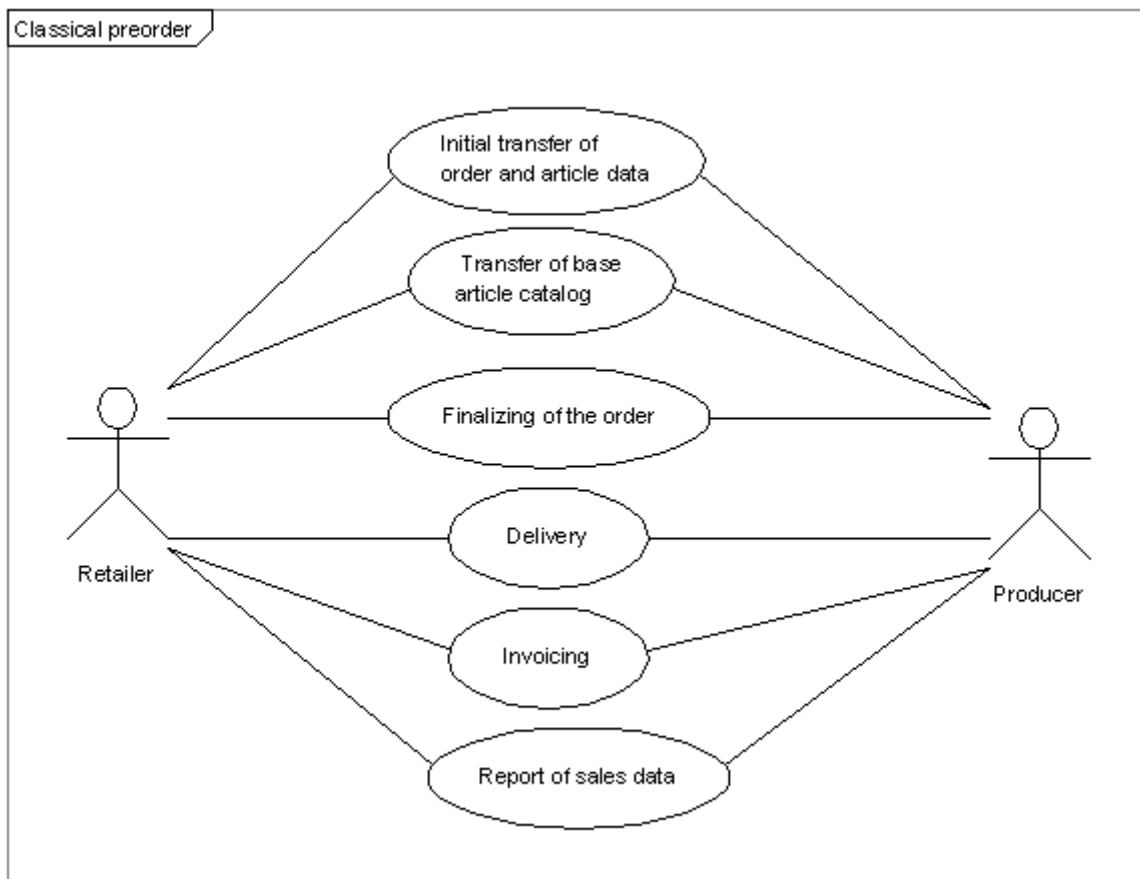 Classical preorder
Initial transfer of
order and article data
Transfer of base
article catalog
Finalizing of the order
Delivery
Retailer
Producer
Invoicing
Report of sales data